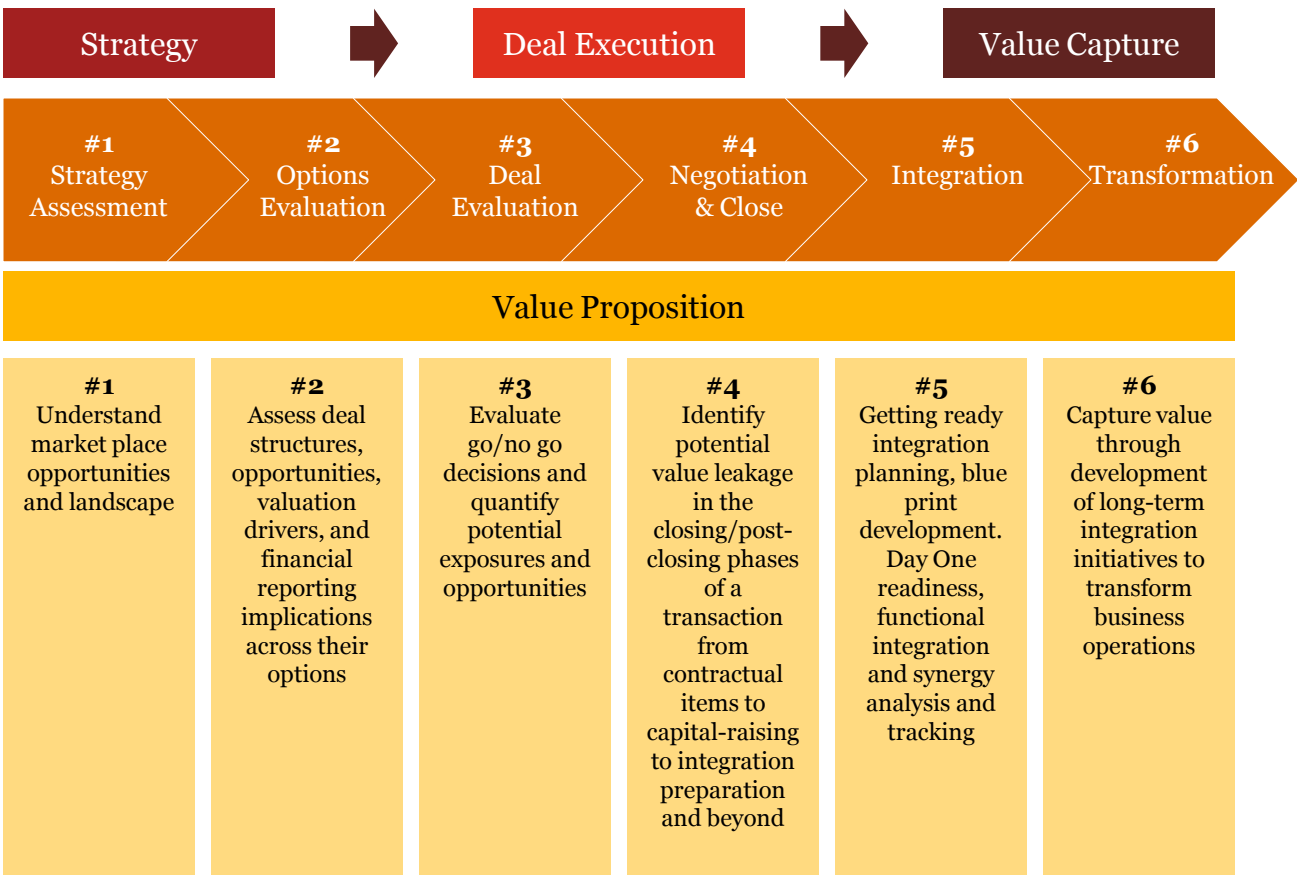 Strategy
Deal Execution
Value Capture
#1
Strategy
Assessment
#2
Options
Evaluation
#3
Deal
Evaluation
#4
Negotiation
& Close
#5
Integration
#6
Transformation
Value Proposition
#1
Understand
market place
opportunities
and landscape
#2
Assess deal
structures,
opportunities,
valuation
drivers, and
financial
reporting
implications
across their
options
#3
Evaluate
go/no go
decisions and
quantify
potential
exposures and
opportunities
#4
Identify
potential
value leakage
in the
closing/post-
closing phases
of a
transaction
from
contractual
items to
capital-raising
to integration
preparation
and beyond
#5
Getting ready
integration
planning, blue
print
development.
Day One
readiness,
functional
integration
and synergy
analysis and
tracking
#6
Capture value
through
development
of long-term
integration
initiatives to
transform
business
operations